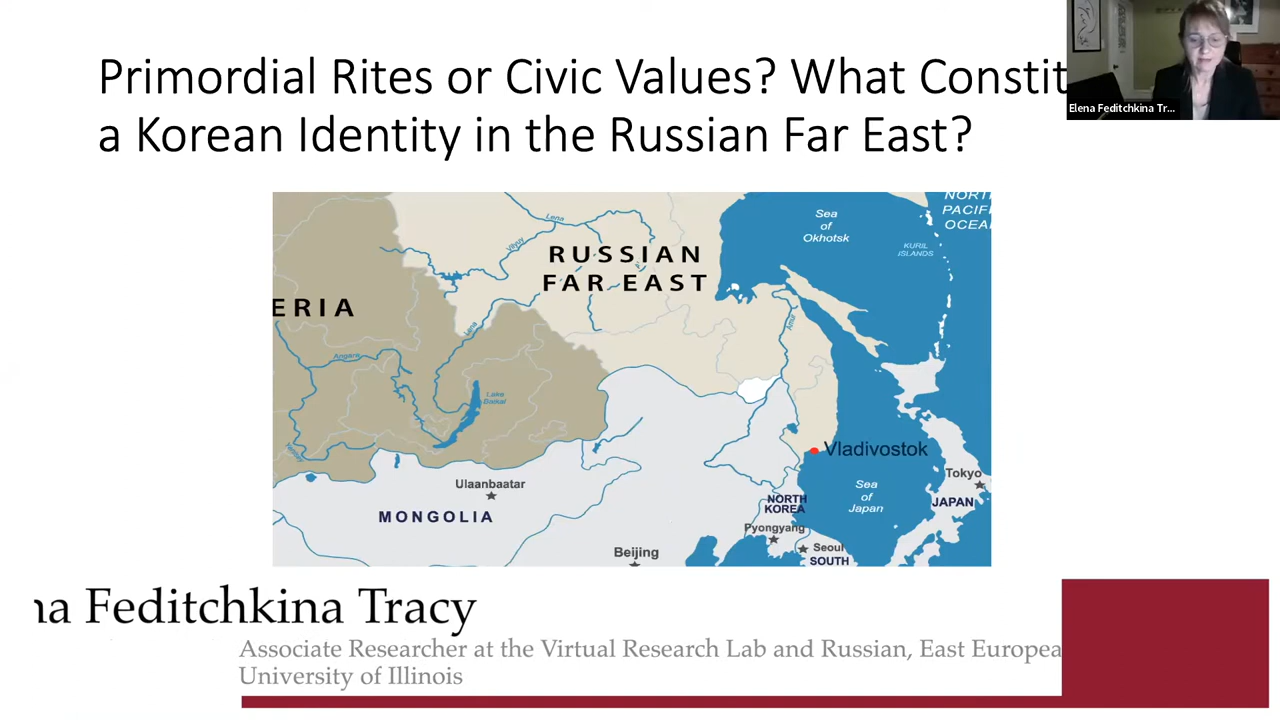 Primordial Rites or Civic Values? What Constit
a Korean Identity in the Russian Far East?
Elena Feditchkina Tr...
NORTH
PACIFI
OCEA
Sea
of
Okhotsk
KURIL
ISLANDS
Lena
Vilyuy
RUSSIAN
FAR EAST
ERIA
Lena
Amur
Angara
Lake
Baikal
Vladivostok
Ulaanbaatar
MONGOLIA
Sea
of
Japan
Tokyo
JAPAN
NORTH
KOREA
Pyongyang
Seoul
SOUTH
Beijing
na Feditchkina Tracy
Associate Researcher at the Virtual Research Lab and Russian, East Europea
University of Illinois